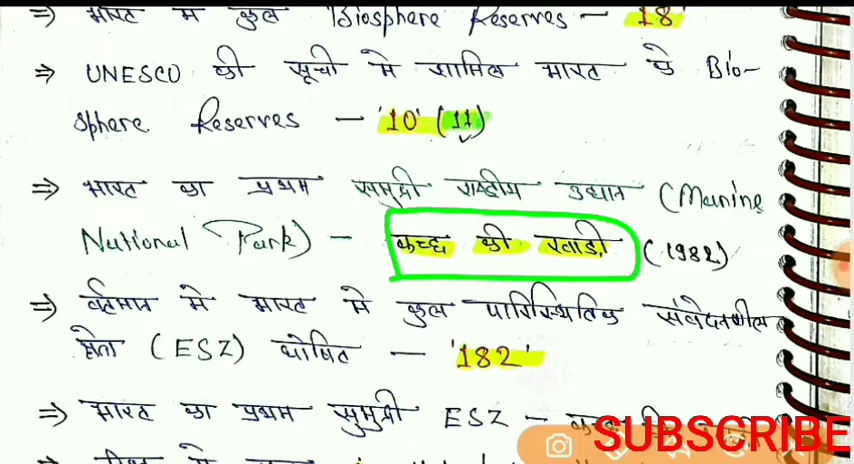 ⇒ भारत मे कुल Biosphere Reserves – '18'
⇒ UNESCO की सूची मे शामिल भारत के Bio-
sphere Reserves – '10' (11)
⇒ भारत का प्रथम समुद्री राष्ट्रीय उद्यान (Marine
National Park) – कच्छ की खाड़ी (1982)
⇒ वर्तमान मे भारत मे कुल पारिस्थितिक संवेदनशील
क्षेत्र (ESZ) घोषित – '182'
⇒ भारत का प्रथम समुद्री ESZ – कच्छ की
SUBSCRIBE